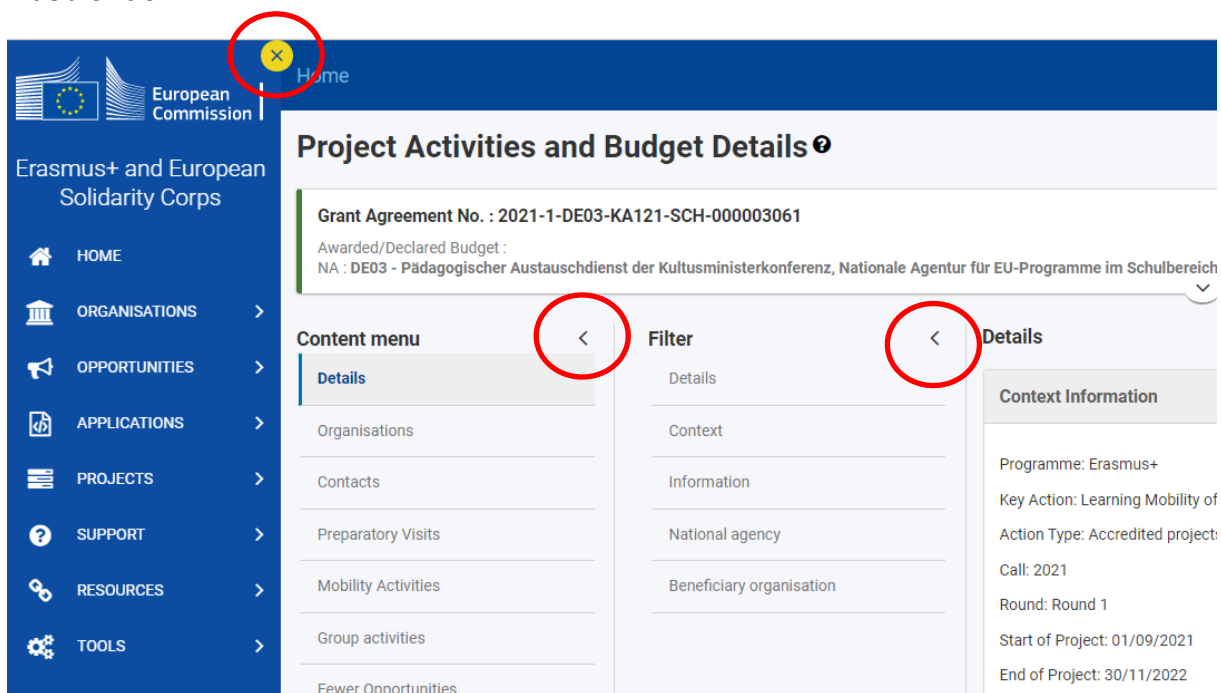 European
Commission
Home
Erasmus+ and European
Solidarity Corps
HOME
ORGANISATIONS
OPPORTUNITIES
APPLICATIONS
PROJECTS
SUPPORT
RESOURCES
TOOLS
Project Activities and Budget Details
Grant Agreement No. : 2021-1-DE03-KA121-SCH-000003061
Awarded/Declared Budget :
NA : DE03 - Pädagogischer Austauschdienst der Kultusministerkonferenz, Nationale Agentur für EU-Programme im Schulbereich
Content menu
Details
Organisations
Contacts
Preparatory Visits
Mobility Activities
Group activities
Fewer Opportunities
Filter
Details
Context
Information
National agency
Beneficiary organisation
Details
Context Information
Programme: Erasmus+
Key Action: Learning Mobility of
Action Type: Accredited projects
Call: 2021
Round: Round 1
Start of Project: 01/09/2021
End of Project: 30/11/2022